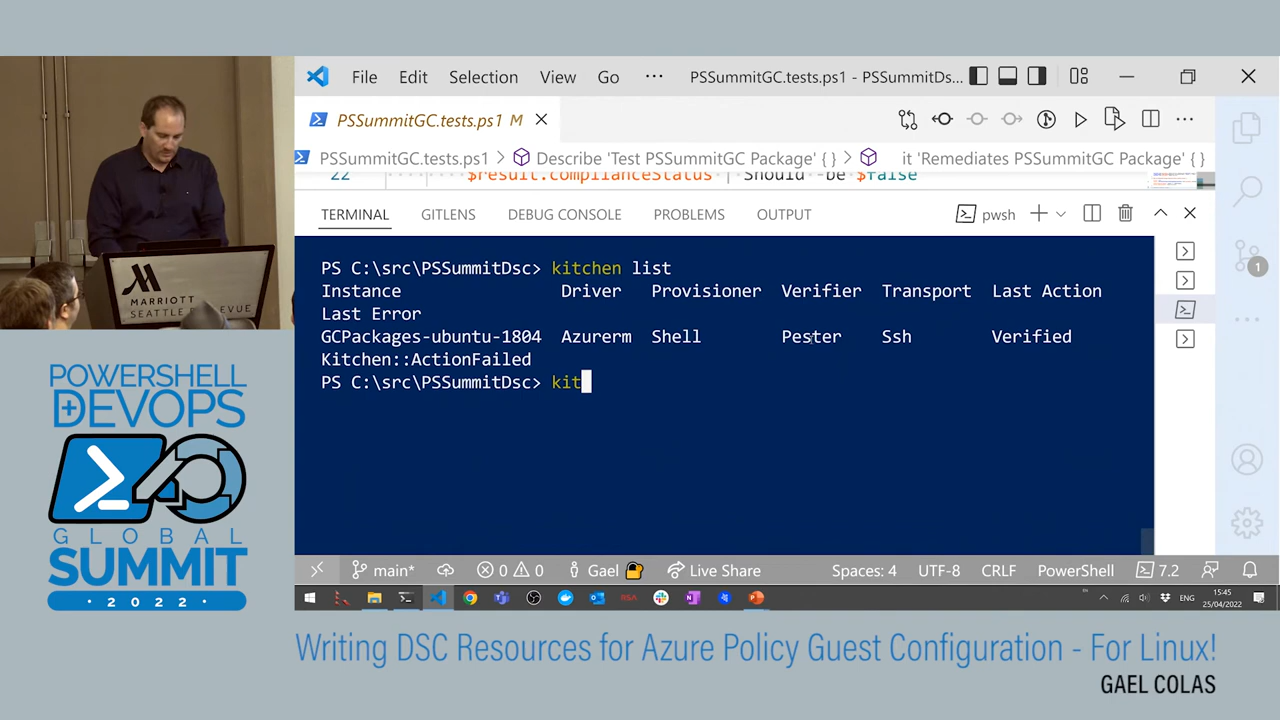 File Edit Selection View Go ··· PSSummitGC.tests.ps1 - PSSummitDs...
PSSummitGC.tests.ps1 M
PSSummitGC.tests.ps1 > Describe 'Test PSSummitGC Package' { } > it 'Remediates PSSummitGC Package' { }
22 $result.complianceStatus | Should -be $false
TERMINAL GITLENS DEBUG CONSOLE PROBLEMS OUTPUT pwsh
PS C:\src\PSSummitDsc> kitchen list
Instance Driver Provisioner Verifier Transport Last Action
Last Error
GCPackages-ubuntu-1804 Azurerm Shell Pester Ssh Verified
Kitchen::ActionFailed
PS C:\src\PSSummitDsc> kit
1
main* 0 0 Gael Live Share Spaces: 4 UTF-8 CRLF PowerShell 7.2
ENG 15:45
25/04/2022
MARRIOTT
POWERSHELL
+DEVOPS
GLOBAL
SUMMIT
· 2 0 2 2 ·
Writing DSC Resources for Azure Policy Guest Configuration - For Linux!
GAEL COLAS